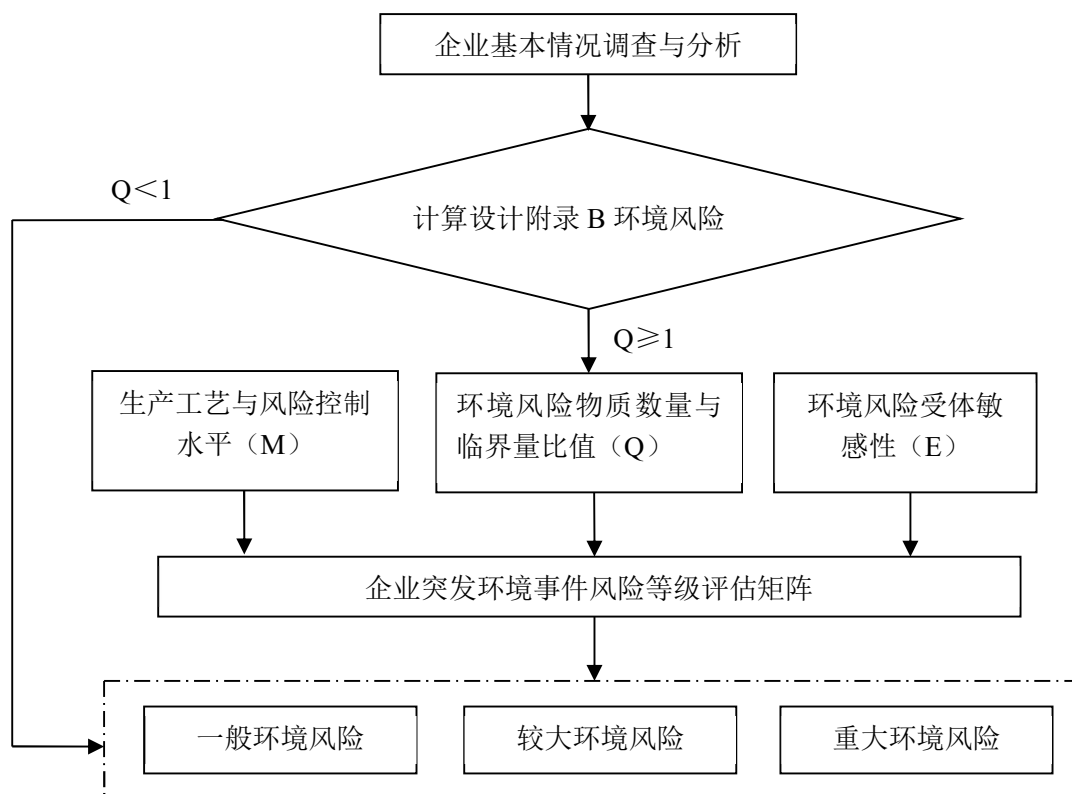 企业基本情况调查与分析
Q＜1
计算设计附录 B 环境风险
Q≥1
生产工艺与风险控制
水平（M）
环境风险物质数量与
临界量比值（Q）
环境风险受体敏
感性（E）
企业突发环境事件风险等级评估矩阵
一般环境风险
较大环境风险
重大环境风险